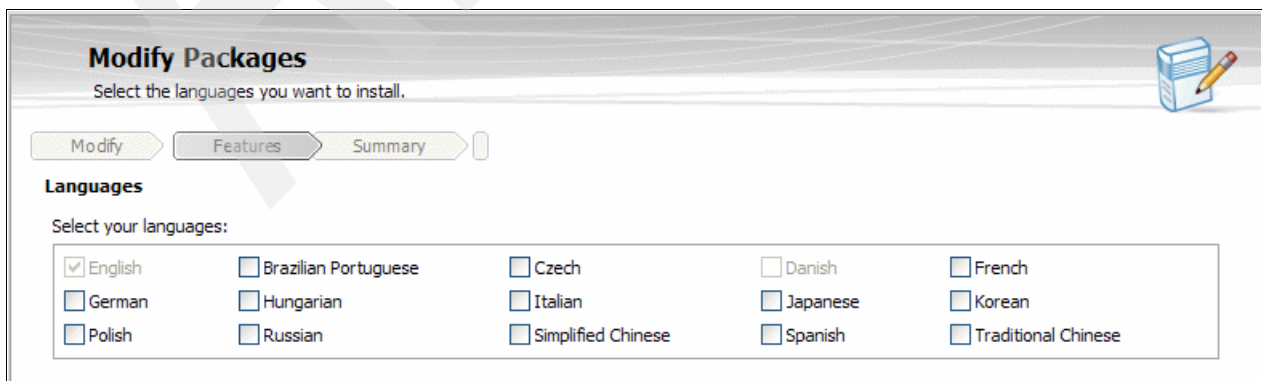 Modify Packages
Select the languages you want to install.
Modify Features Summary
Languages
Select your languages:
English Brazilian Portuguese Czech Danish French
German Hungarian Italian Japanese Korean
Polish Russian Simplified Chinese Spanish Traditional Chinese